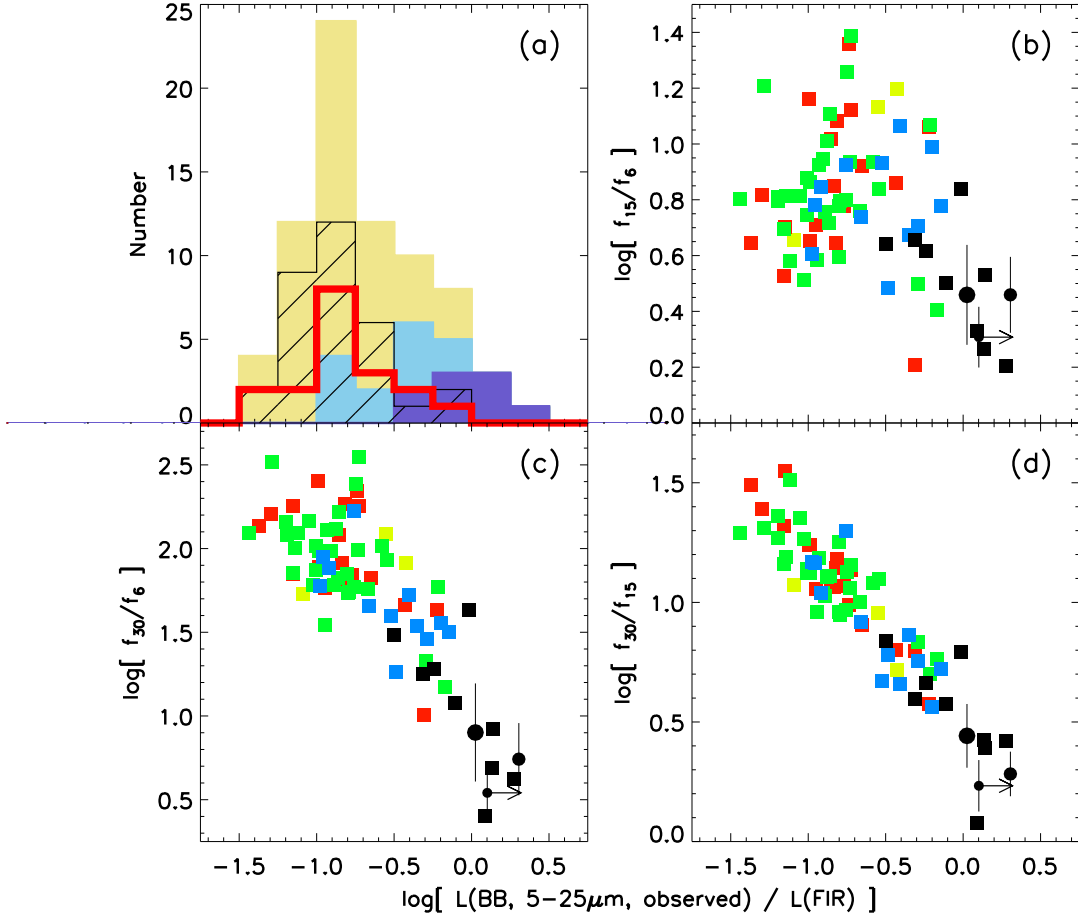 25
20
15
10
5
0
Number
(a)
1.4
1.2
1.0
0.8
0.6
0.4
0.2
0.0
log[ f15/f6 ]
(b)
2.5
2.0
1.5
1.0
0.5
log[ f30/f6 ]
(c)
−1.5 −1.0 −0.5 0.0 0.5
1.5
1.0
0.5
0.0
log[ f30/f15 ]
(d)
−1.5 −1.0 −0.5 0.0 0.5
log[ L(BB, 5−25μm, observed) / L(FIR) ]